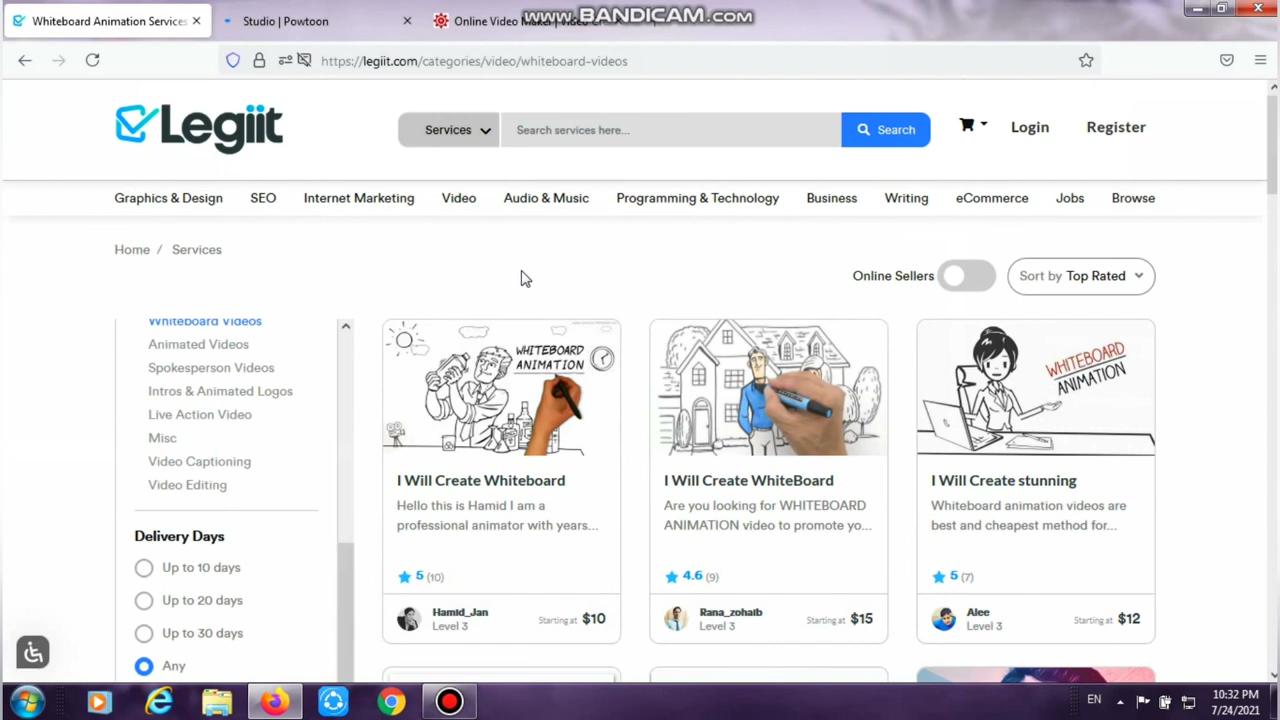 www.BANDICAM.com
Whiteboard Animation Services
Studio | Powtoon
Online Video Maker | Video
https://legiit.com/categories/video/whiteboard-videos
Legiit
Services
Search services here...
Search
Login
Register
Graphics & Design
SEO
Internet Marketing
Video
Audio & Music
Programming & Technology
Business
Writing
eCommerce
Jobs
Browse
Home / Services
Online Sellers
Sort by Top Rated
Whiteboard Videos
Animated Videos
Spokesperson Videos
Intros & Animated Logos
Live Action Video
Misc
Video Captioning
Video Editing
Delivery Days
Up to 10 days
Up to 20 days
Up to 30 days
Any
WHITEBOARD
ANIMATION
I Will Create Whiteboard
Hello this is Hamid I am a
professional animator with years...
5 (10)
Hamid_Jan
Level 3
Starting at $10
I Will Create WhiteBoard
Are you looking for WHITEBOARD
ANIMATION video to promote yo...
4.6 (9)
Rana_zohaib
Level 3
Starting at $15
WHITEBOARD
ANIMATION
I Will Create stunning
Whiteboard animation videos are
best and cheapest method for...
5 (7)
Alee
Level 3
Starting at $12
EN
10:32 PM
7/24/2021